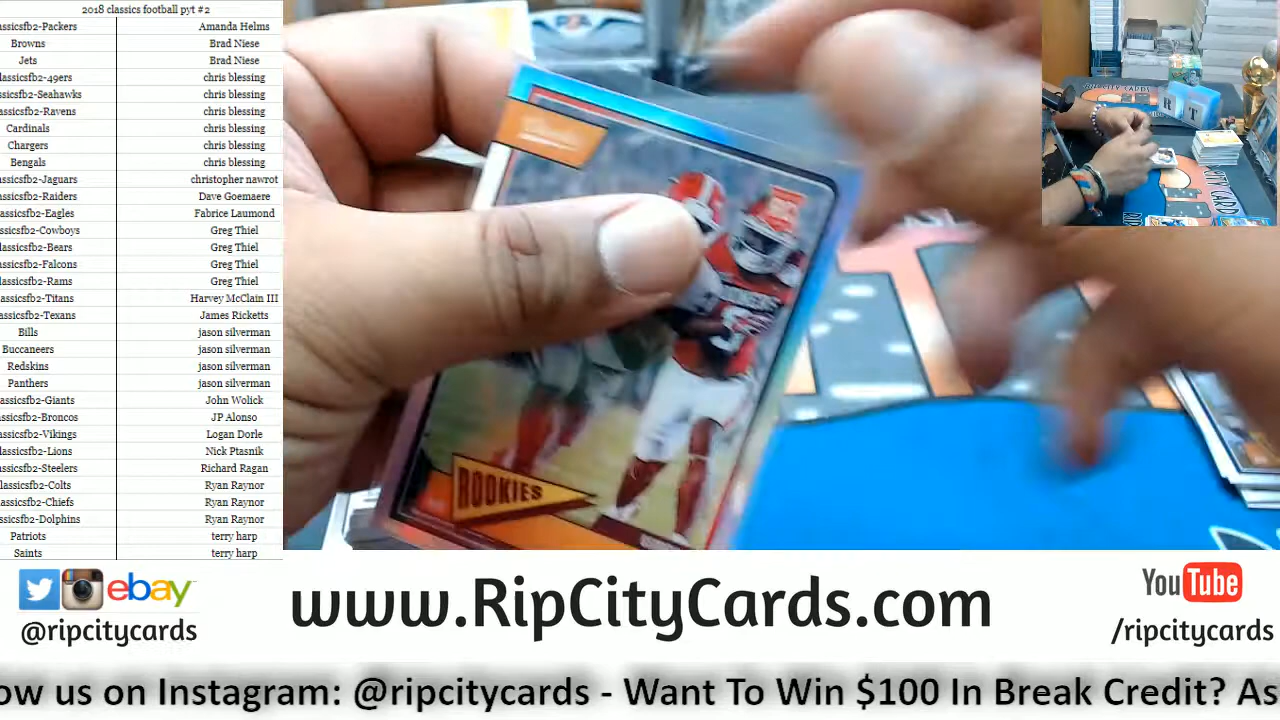 2018 classics football pyt #2
assicsfb2-Packers Amanda Helms
Browns Brad Niese
Jets Brad Niese
classicsfb2-49ers chris blessing
assicsfb2-Seahawks chris blessing
assicsfb2-Ravens chris blessing
Cardinals chris blessing
Chargers chris blessing
Bengals chris blessing
assicsfb2-Jaguars christopher nawrot
assicsfb2-Raiders Dave Goemaere
assicsfb2-Eagles Fabrice Laumond
assicsfb2-Cowboys Greg Thiel
assicsfb2-Bears Greg Thiel
assicsfb2-Falcons Greg Thiel
assicsfb2-Rams Greg Thiel
assicsfb2-Titans Harvey McClain III
assicsfb2-Texans James Ricketts
Bills jason silverman
Buccaneers jason silverman
Redskins jason silverman
Panthers jason silverman
assicsfb2-Giants John Wolick
assicsfb2-Broncos JP Alonso
assicsfb2-Vikings Logan Dorle
assicsfb2-Lions Nick Ptasnik
assicsfb2-Steelers Richard Ragan
classicsfb2-Colts Ryan Raynor
assicsfb2-Chiefs Ryan Raynor
assicsfb2-Dolphins Ryan Raynor
Patriots terry harp
Saints terry harp
ROOKIES
R T
ebay
@ripcitycards
www.RipCityCards.com
YouTube
/ripcitycards
ow us on Instagram: @ripcitycards - Want To Win $100 In Break Credit? As